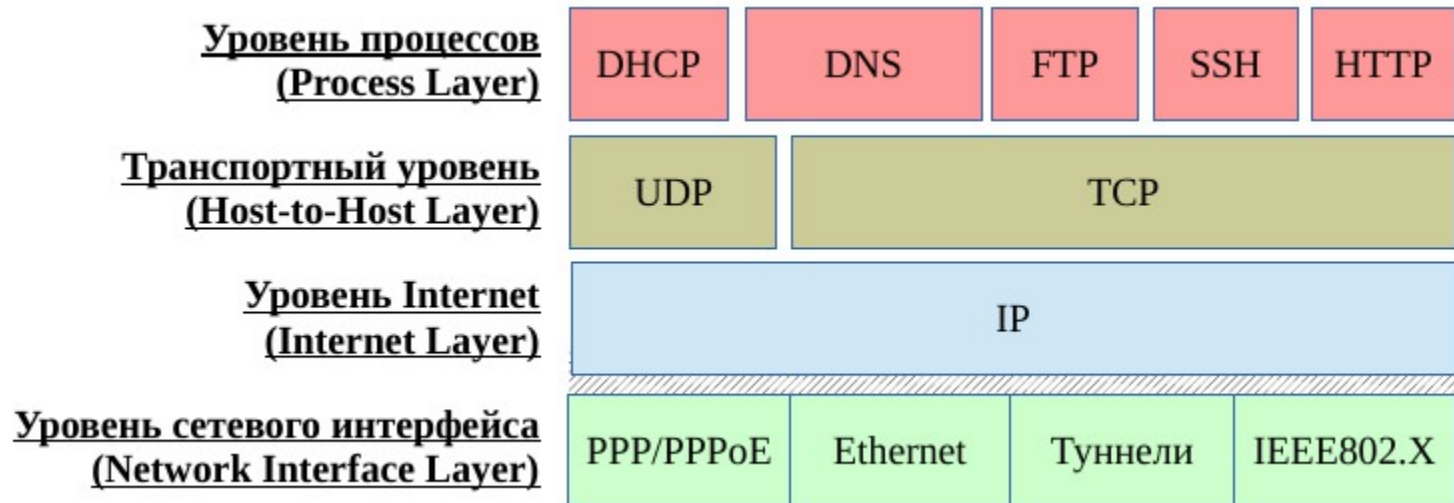 Уровень процессов
(Process Layer)
DHCP DNS FTP SSH HTTP
Транспортный уровень
(Host-to-Host Layer)
UDP TCP
Уровень Internet
(Internet Layer)
IP
Уровень сетевого интерфейса
(Network Interface Layer)
PPP/PPPoE Ethernet Туннели IEEE802.X